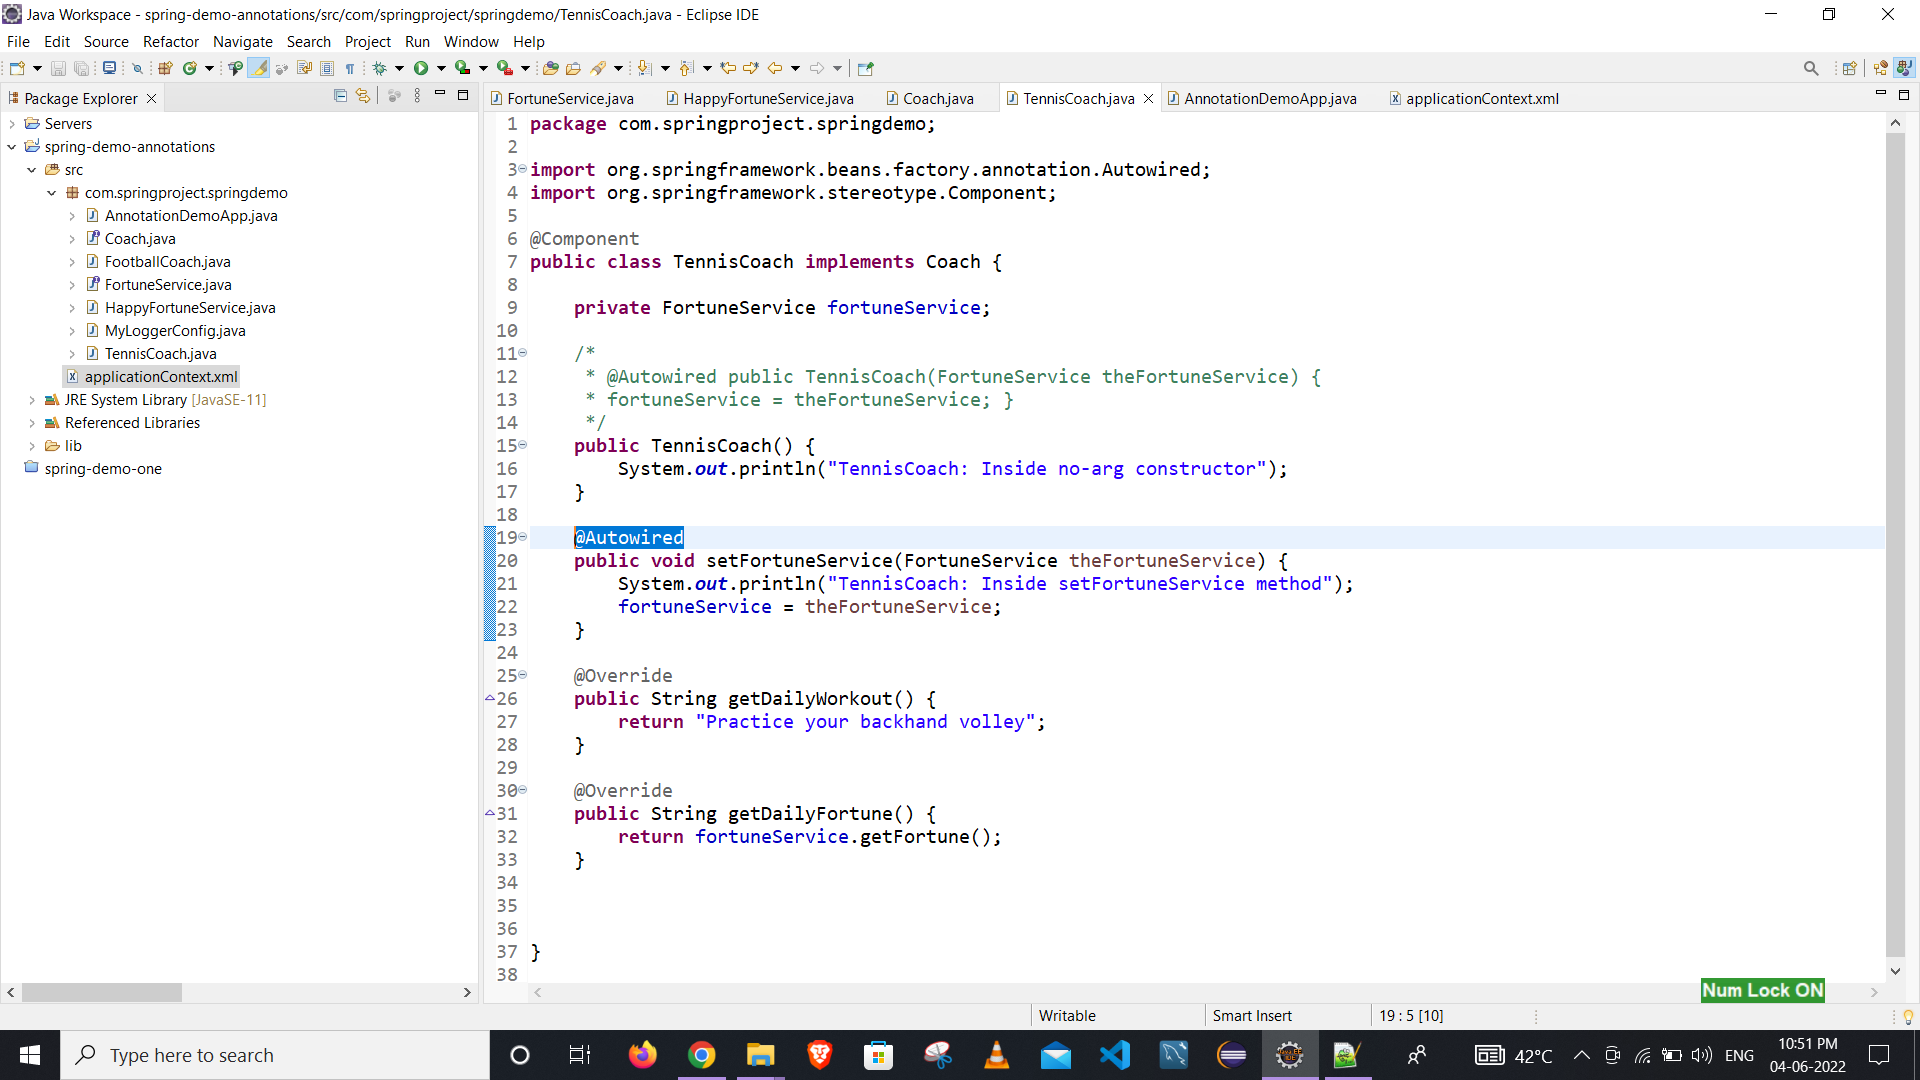 Java Workspace - spring-demo-annotations/src/com/springproject/springdemo/TennisCoach.java - Eclipse IDE
File Edit Source Refactor Navigate Search Project Run Window Help
Package Explorer
Servers
spring-demo-annotations
src
com.springproject.springdemo
AnnotationDemoApp.java
Coach.java
FootballCoach.java
FortuneService.java
HappyFortuneService.java
MyLoggerConfig.java
TennisCoach.java
applicationContext.xml
JRE System Library [JavaSE-11]
Referenced Libraries
lib
spring-demo-one
FortuneService.java HappyFortuneService.java Coach.java TennisCoach.java AnnotationDemoApp.java applicationContext.xml
1 package com.springproject.springdemo;
2
3 import org.springframework.beans.factory.annotation.Autowired;
4 import org.springframework.stereotype.Component;
5
6 @Component
7 public class TennisCoach implements Coach {
8
9 private FortuneService fortuneService;
10
11 /*
12 * @Autowired public TennisCoach(FortuneService theFortuneService) {
13 * fortuneService = theFortuneService; }
14 */
15 public TennisCoach() {
16 System.out.println("TennisCoach: Inside no-arg constructor");
17 }
18
19 @Autowired
20 public void setFortuneService(FortuneService theFortuneService) {
21 System.out.println("TennisCoach: Inside setFortuneService method");
22 fortuneService = theFortuneService;
23 }
24
25 @Override
26 public String getDailyWorkout() {
27 return "Practice your backhand volley";
28 }
29
30 @Override
31 public String getDailyFortune() {
32 return fortuneService.getFortune();
33 }
34
35
36
37 }
38
Num Lock ON
Writable Smart Insert 19 : 5 [10]
Type here to search
42°C ENG 10:51 PM
04-06-2022